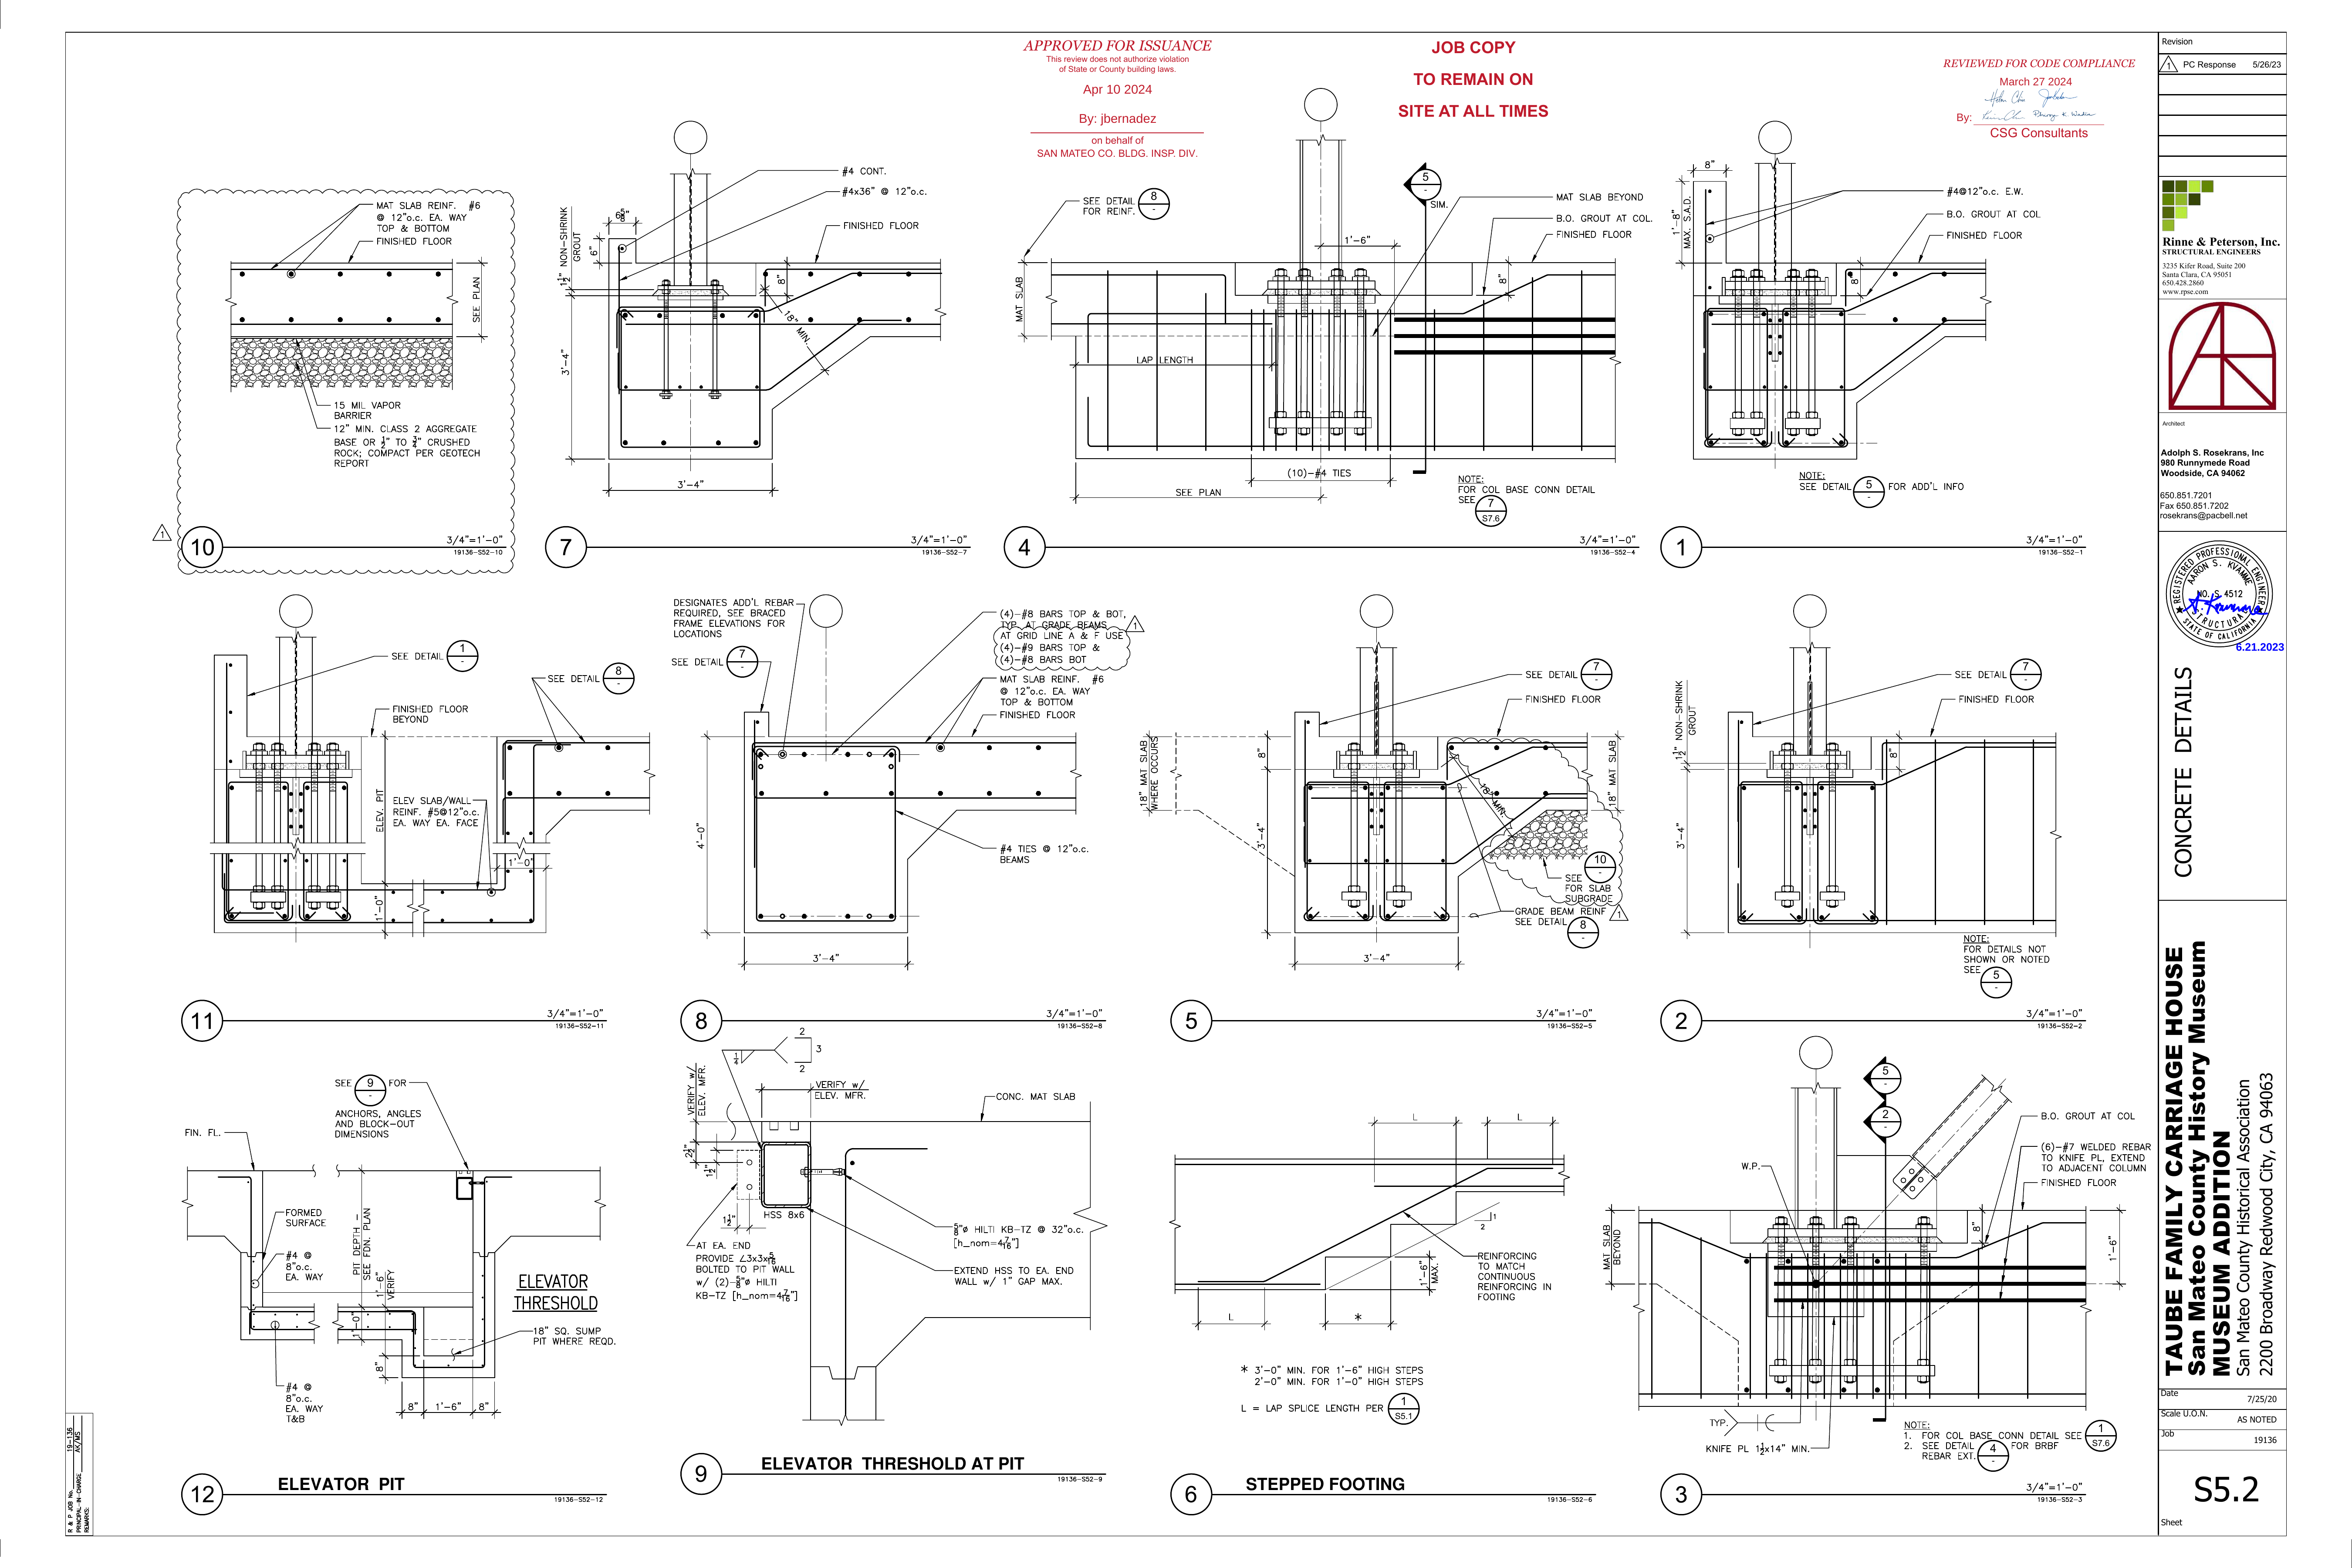 APPROVED FOR ISSUANCE
This review does not authorize violation
of State or County building laws.
Apr 10 2024
By: jbernadez
on behalf of
SAN MATEO CO. BLDG. INSP. DIV.
JOB COPY
TO REMAIN ON
SITE AT ALL TIMES
REVIEWED FOR CODE COMPLIANCE
March 27 2024
By:
CSG Consultants
MAT SLAB REINF. #6
@ 12"o.c. EA. WAY
TOP & BOTTOM
FINISHED FLOOR
SEE PLAN
15 MIL VAPOR
BARRIER
12" MIN. CLASS 2 AGGREGATE
BASE OR 1/2" TO 3/4" CRUSHED
ROCK; COMPACT PER GEOTECH
REPORT
1
10
3/4"=1'-0"
19136-S52-10
#4 CONT.
#4x36" @ 12"o.c.
FINISHED FLOOR
6 5/8"
6"
1 1/2" NON-SHRINK
GROUT
8"
18" MIN.
3'-4"
3'-4"
7
3/4"=1'-0"
19136-S52-7
SEE DETAIL 8
FOR REINF. -
5
-
SIM.
MAT SLAB BEYOND
B.O. GROUT AT COL.
FINISHED FLOOR
1'-6"
8"
MAT SLAB
LAP LENGTH
(10)-#4 TIES
SEE PLAN
NOTE:
FOR COL BASE CONN DETAIL
SEE 7
S7.6
4
3/4"=1'-0"
19136-S52-4
8"
1'-8"
MAX. S.A.D.
#4@12"o.c. E.W.
B.O. GROUT AT COL
FINISHED FLOOR
8"
NOTE:
SEE DETAIL 5 FOR ADD'L INFO
-
1
3/4"=1'-0"
19136-S52-1
SEE DETAIL 1
-
SEE DETAIL 8
-
FINISHED FLOOR
BEYOND
ELEV. PIT
ELEV SLAB/WALL
REINF. #5@12"o.c.
EA. WAY EA. FACE
1'-0"
1'-0"
11
3/4"=1'-0"
19136-S52-11
DESIGNATES ADD'L REBAR
REQUIRED, SEE BRACED
FRAME ELEVATIONS FOR
LOCATIONS
SEE DETAIL 7
-
(4)-#8 BARS TOP & BOT,
TYP. AT GRADE BEAMS
AT GRID LINE A & F USE
(4)-#9 BARS TOP &
(4)-#8 BARS BOT
1
MAT SLAB REINF. #6
@ 12"o.c. EA. WAY
TOP & BOTTOM
FINISHED FLOOR
4'-0"
#4 TIES @ 12"o.c.
BEAMS
3'-4"
8
3/4"=1'-0"
19136-S52-8
SEE DETAIL 7
-
FINISHED FLOOR
18" MAT SLAB
WHERE OCCURS
8"
18" MIN.
18" MAT SLAB
3'-4"
SEE 10
-
FOR SLAB
SUBGRADE
GRADE BEAM REINF
SEE DETAIL 8
-
1
3'-4"
5
3/4"=1'-0"
19136-S52-5
SEE DETAIL 7
-
FINISHED FLOOR
1 1/2" NON-SHRINK
GROUT
8"
3'-4"
NOTE:
FOR DETAILS NOT
SHOWN OR NOTED
SEE 5
-
2
3/4"=1'-0"
19136-S52-2
SEE 9 FOR
-
ANCHORS, ANGLES
AND BLOCK-OUT
DIMENSIONS
FIN. FL.
FORMED
SURFACE
#4 @
8"o.c.
EA. WAY
PIT DEPTH -
SEE FDN. PLAN
1'-6"
VERIFY
1'-0"
8"
ELEVATOR
THRESHOLD
18" SQ. SUMP
PIT WHERE REQD.
#4 @
8"o.c.
EA. WAY
T&B
8" 1'-6" 8"
12
ELEVATOR PIT
19136-S52-12
1/4
2
3
2
VERIFY w/
ELEV. MFR.
VERIFY w/
ELEV. MFR.
CONC. MAT SLAB
2 1/2"
1 1/2"
1 1/2"
HSS 8x6
5/8"ø HILTI KB-TZ @ 32"o.c.
[h_nom=4 7/16"]
AT EA. END
PROVIDE ∠3x3x5/16
BOLTED TO PIT WALL
w/ (2)-5/8"ø HILTI
KB-TZ [h_nom=4 7/16"]
EXTEND HSS TO EA. END
WALL w/ 1" GAP MAX.
9
ELEVATOR THRESHOLD AT PIT
19136-S52-9
L
L
1
2
REINFORCING
TO MATCH
CONTINUOUS
REINFORCING IN
FOOTING
1'-6"
MAX.
L
*
* 3'-0" MIN. FOR 1'-6" HIGH STEPS
2'-0" MIN. FOR 1'-0" HIGH STEPS
L = LAP SPLICE LENGTH PER 1
S5.1
6
STEPPED FOOTING
19136-S52-6
5
-
2
-
W.P.
B.O. GROUT AT COL
(6)-#7 WELDED REBAR
TO KNIFE PL, EXTEND
TO ADJACENT COLUMN
FINISHED FLOOR
8"
1'-6"
MAT SLAB
BEYOND
TYP.
KNIFE PL 1 1/2x14" MIN.
NOTE:
1. FOR COL BASE CONN DETAIL SEE 1
S7.6
2. SEE DETAIL 4 FOR BRBF
-
REBAR EXT.
3
3/4"=1'-0"
19136-S52-3
R & P JOB No. 19-136
PRINCIPAL-IN-CHARGE AK/MS
REMARKS:
Revision
1 PC Response 5/26/23
Rinne & Peterson, Inc.
STRUCTURAL ENGINEERS
3235 Kifer Road, Suite 200
Santa Clara, CA 95051
650.428.2860
www.rpse.com
Architect
Adolph S. Rosekrans, Inc
980 Runnymede Road
Woodside, CA 94062
650.851.7201
Fax 650.851.7202
rosekrans@pacbell.net
REGISTERED PROFESSIONAL ENGINEER
AARON S. KVAMME
NO. S 4512
STRUCTURAL
STATE OF CALIFORNIA
6.21.2023
CONCRETE DETAILS
TAUBE FAMILY CARRIAGE HOUSE
San Mateo County History Museum
MUSEUM ADDITION
San Mateo County Historical Association
2200 Broadway Redwood City, CA 94063
Date
7/25/20
Scale U.O.N.
AS NOTED
Job
19136
S5.2
Sheet